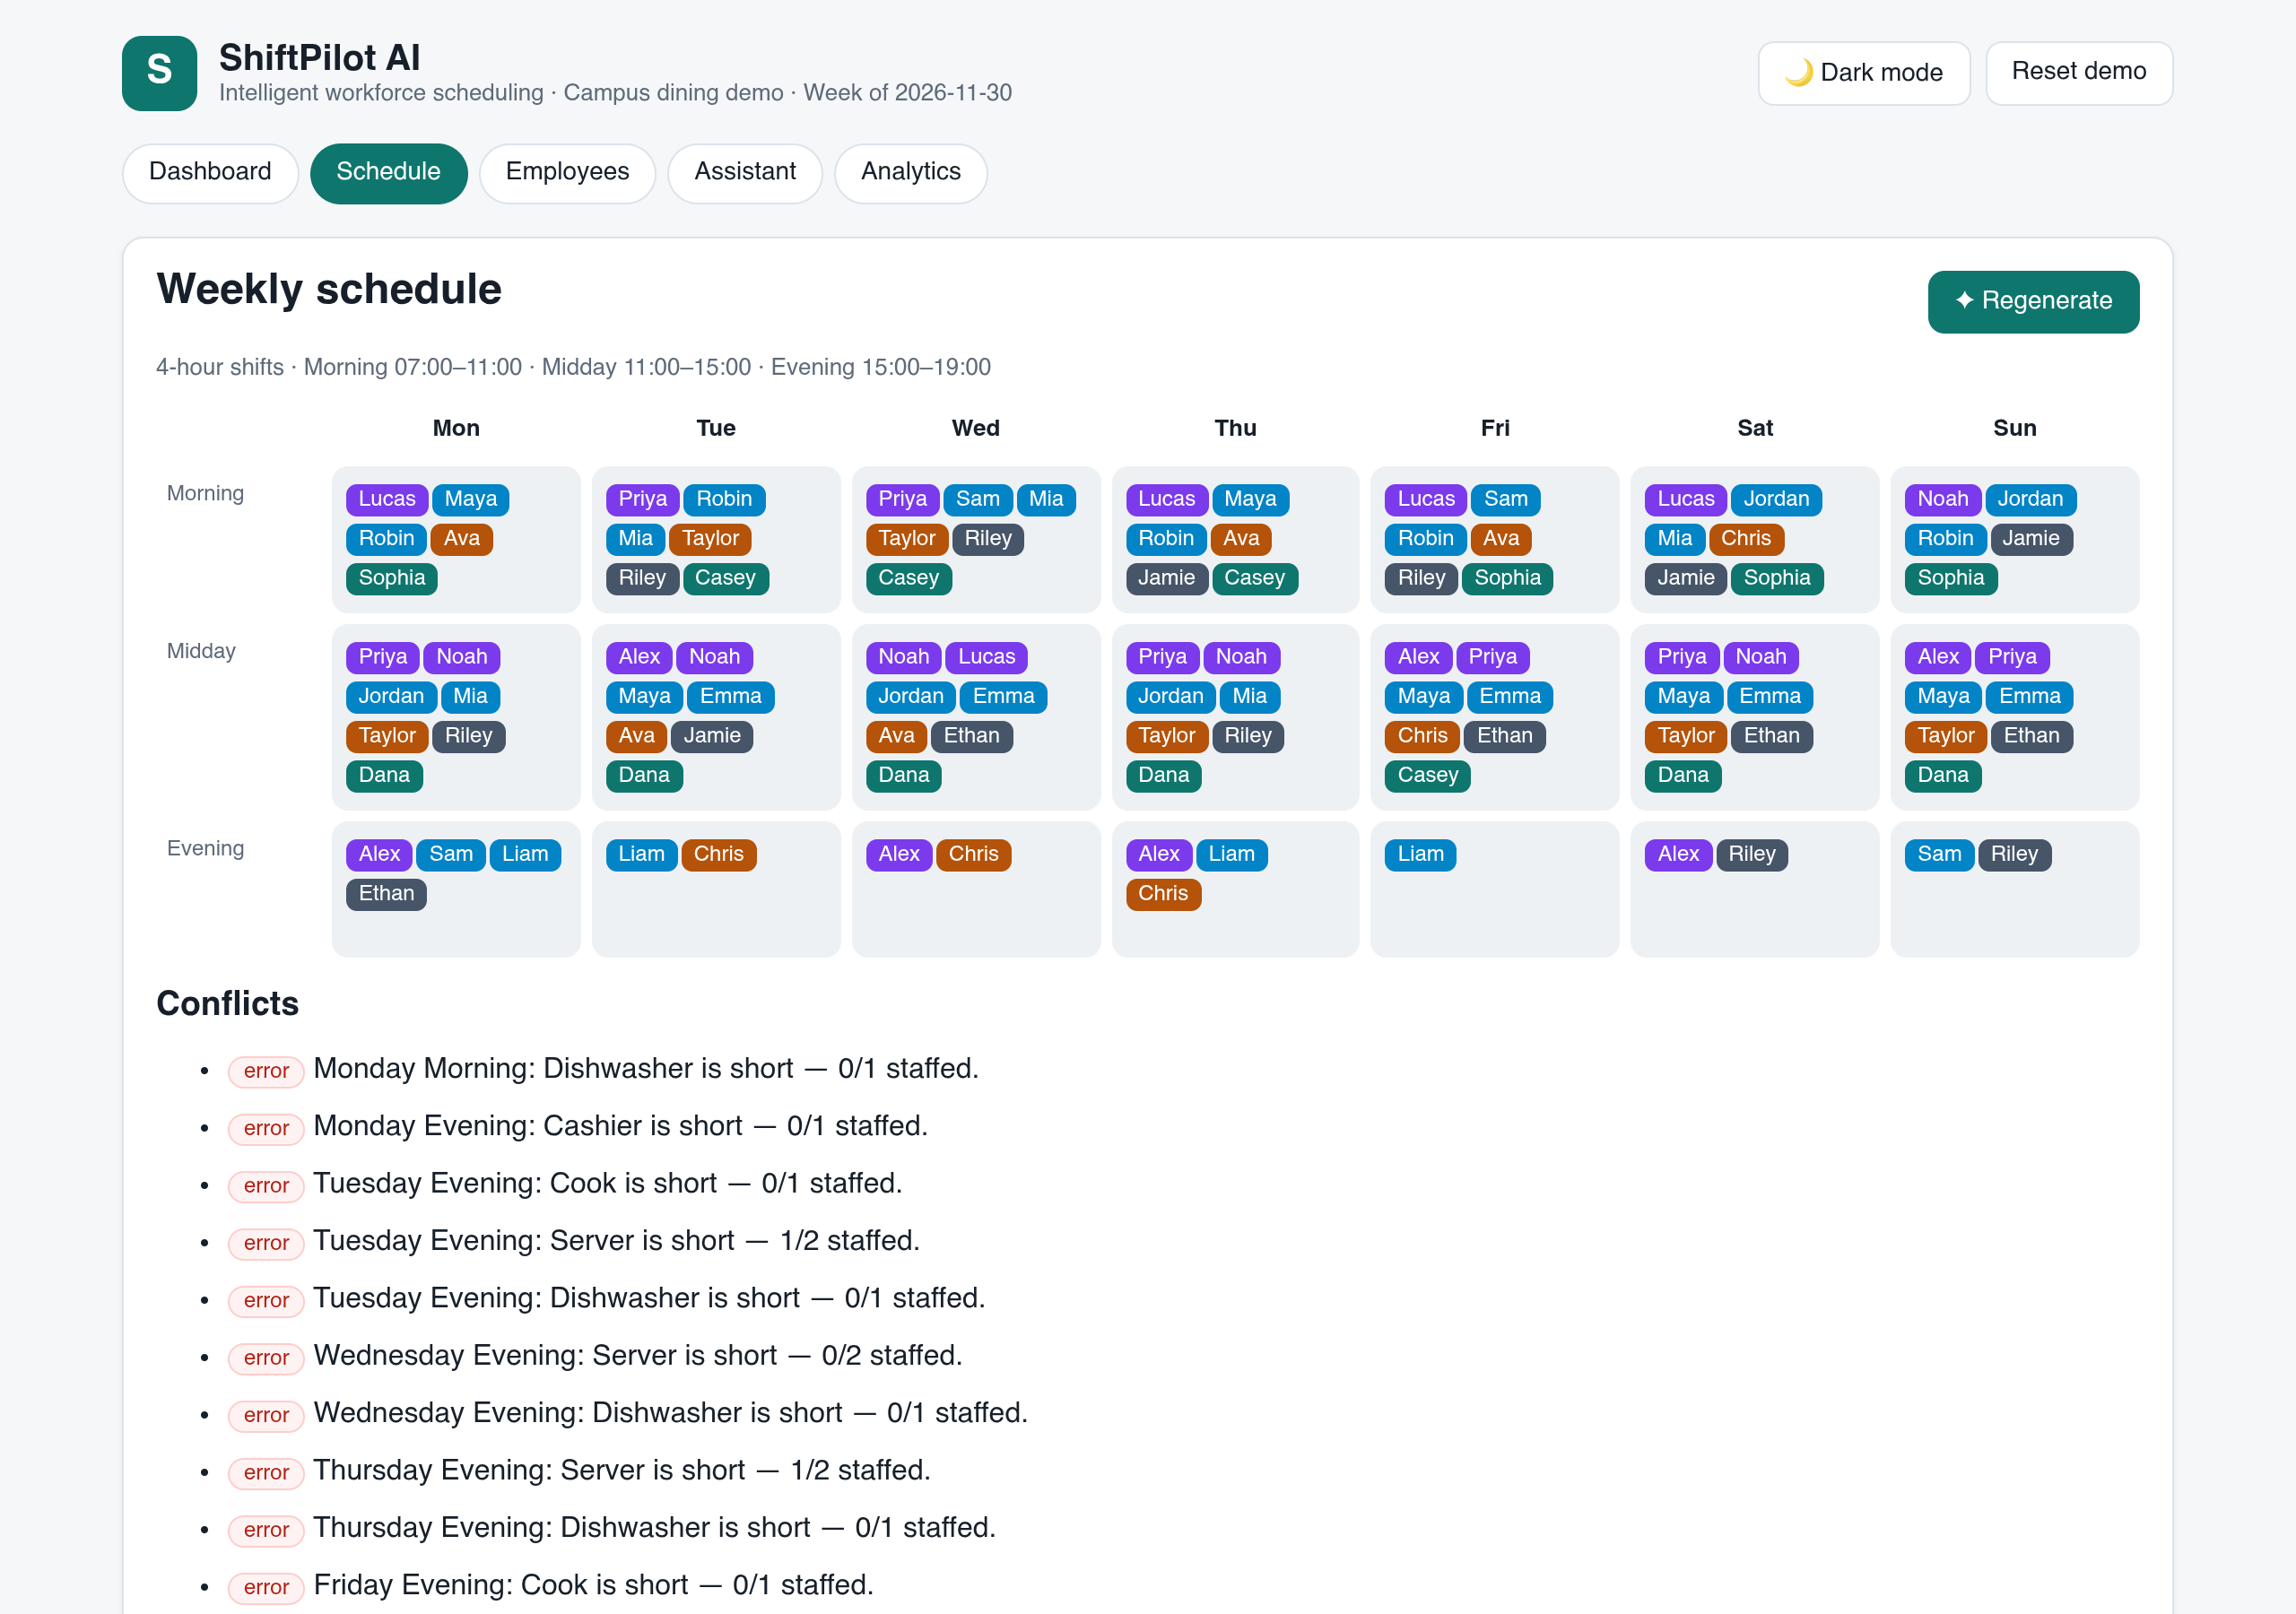 S
ShiftPilot AI
Intelligent workforce scheduling · Campus dining demo · Week of 2026-11-30
🌙 Dark mode
Reset demo
Dashboard
Schedule
Employees
Assistant
Analytics
Weekly schedule
✦ Regenerate
4-hour shifts · Morning 07:00–11:00 · Midday 11:00–15:00 · Evening 15:00–19:00
Mon Tue Wed Thu Fri Sat Sun
Morning
Lucas Maya
Robin Ava
Sophia
Priya Robin
Mia Taylor
Riley Casey
Priya Sam Mia
Taylor Riley
Casey
Lucas Maya
Robin Ava
Jamie Casey
Lucas Sam
Robin Ava
Riley Sophia
Lucas Jordan
Mia Chris
Jamie Sophia
Noah Jordan
Robin Jamie
Sophia
Midday
Priya Noah
Jordan Mia
Taylor Riley
Dana
Alex Noah
Maya Emma
Ava Jamie
Dana
Noah Lucas
Jordan Emma
Ava Ethan
Dana
Priya Noah
Jordan Mia
Taylor Riley
Dana
Alex Priya
Maya Emma
Chris Ethan
Casey
Priya Noah
Maya Emma
Taylor Ethan
Dana
Alex Priya
Maya Emma
Taylor Ethan
Dana
Evening
Alex Sam Liam
Ethan
Liam Chris
Alex Chris
Alex Liam
Chris
Liam
Alex Riley
Sam Riley
Conflicts
• error Monday Morning: Dishwasher is short — 0/1 staffed.
• error Monday Evening: Cashier is short — 0/1 staffed.
• error Tuesday Evening: Cook is short — 0/1 staffed.
• error Tuesday Evening: Server is short — 1/2 staffed.
• error Tuesday Evening: Dishwasher is short — 0/1 staffed.
• error Wednesday Evening: Server is short — 0/2 staffed.
• error Wednesday Evening: Dishwasher is short — 0/1 staffed.
• error Thursday Evening: Server is short — 1/2 staffed.
• error Thursday Evening: Dishwasher is short — 0/1 staffed.
• error Friday Evening: Cook is short — 0/1 staffed.